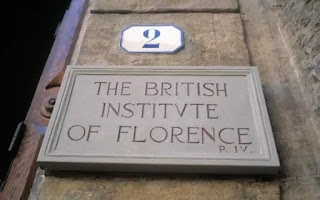 2
THE BRITISH
INSTITVTE
OF FLORENCE
P. IV.